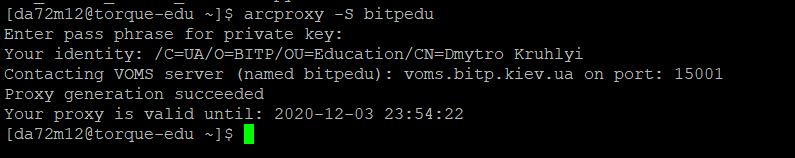 [da72m12@torque-edu ~]$ arcproxy -S bitpedu
Enter pass phrase for private key:
Your identity: /C=UA/O=BITP/OU=Education/CN=Dmytro Kruhlyi
Contacting VOMS server (named bitpedu): voms.bitp.kiev.ua on port: 15001
Proxy generation succeeded
Your proxy is valid until: 2020-12-03 23:54:22
[da72m12@torque-edu ~]$